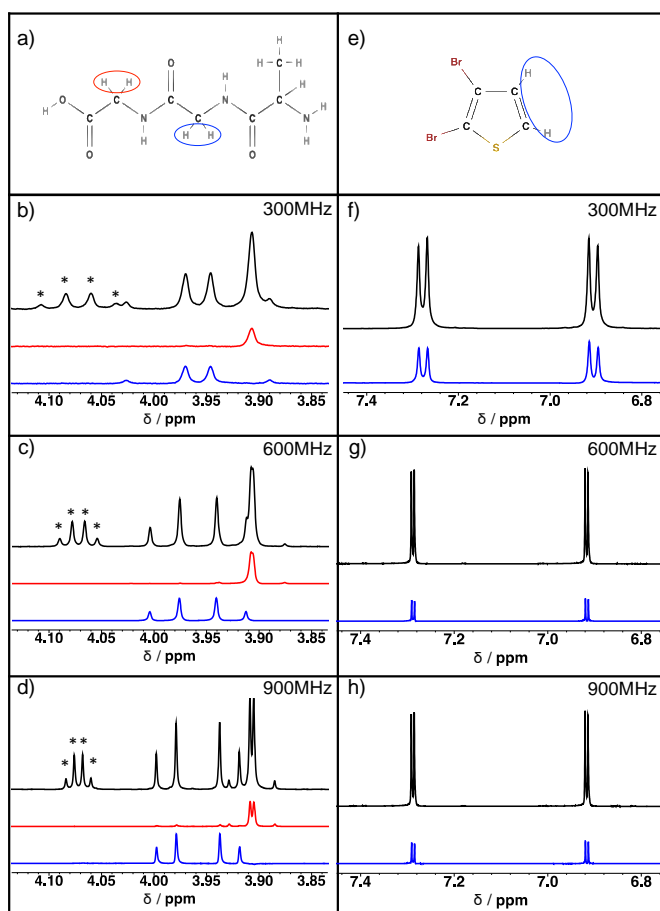 a)
H H
O
H
O
C
C
O
N
H
C
C
H H
H
N
C
O
H
C—H
H
C
H
N
H
H
e)
Br
Br
H
H
S
b)
300MHz
* * * *
4.10 4.05 4.00 3.95 3.90 3.85
δ / ppm
f)
300MHz
7.4 7.2 7.0 6.8
δ / ppm
c)
600MHz
* * * *
4.10 4.05 4.00 3.95 3.90 3.85
δ / ppm
g)
600MHz
7.4 7.2 7.0 6.8
δ / ppm
d)
900MHz
* * * *
4.10 4.05 4.00 3.95 3.90 3.85
δ / ppm
h)
900MHz
7.4 7.2 7.0 6.8
δ / ppm